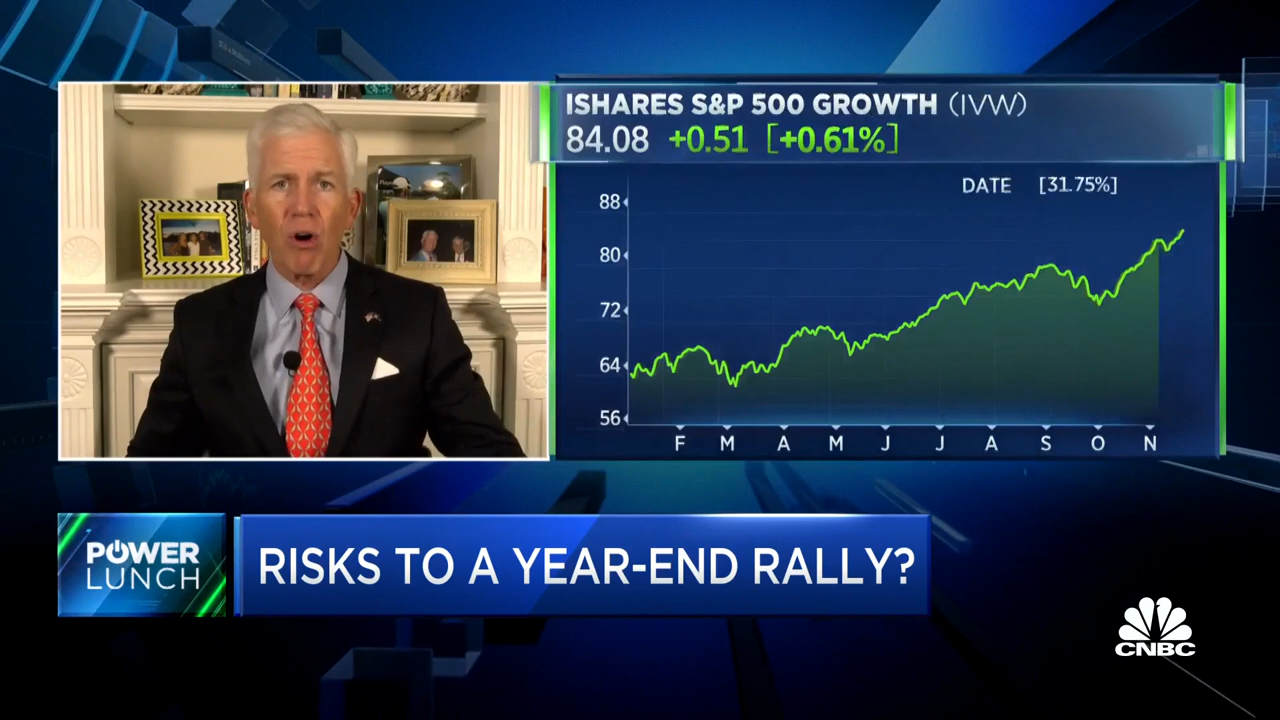 ISHARES S&P 500 GROWTH (IVW)
84.08 +0.51 [+0.61%]
DATE [31.75%]
88
80
72
64
56
F M A M J J A S O N
POWER
LUNCH
RISKS TO A YEAR-END RALLY?
CNBC